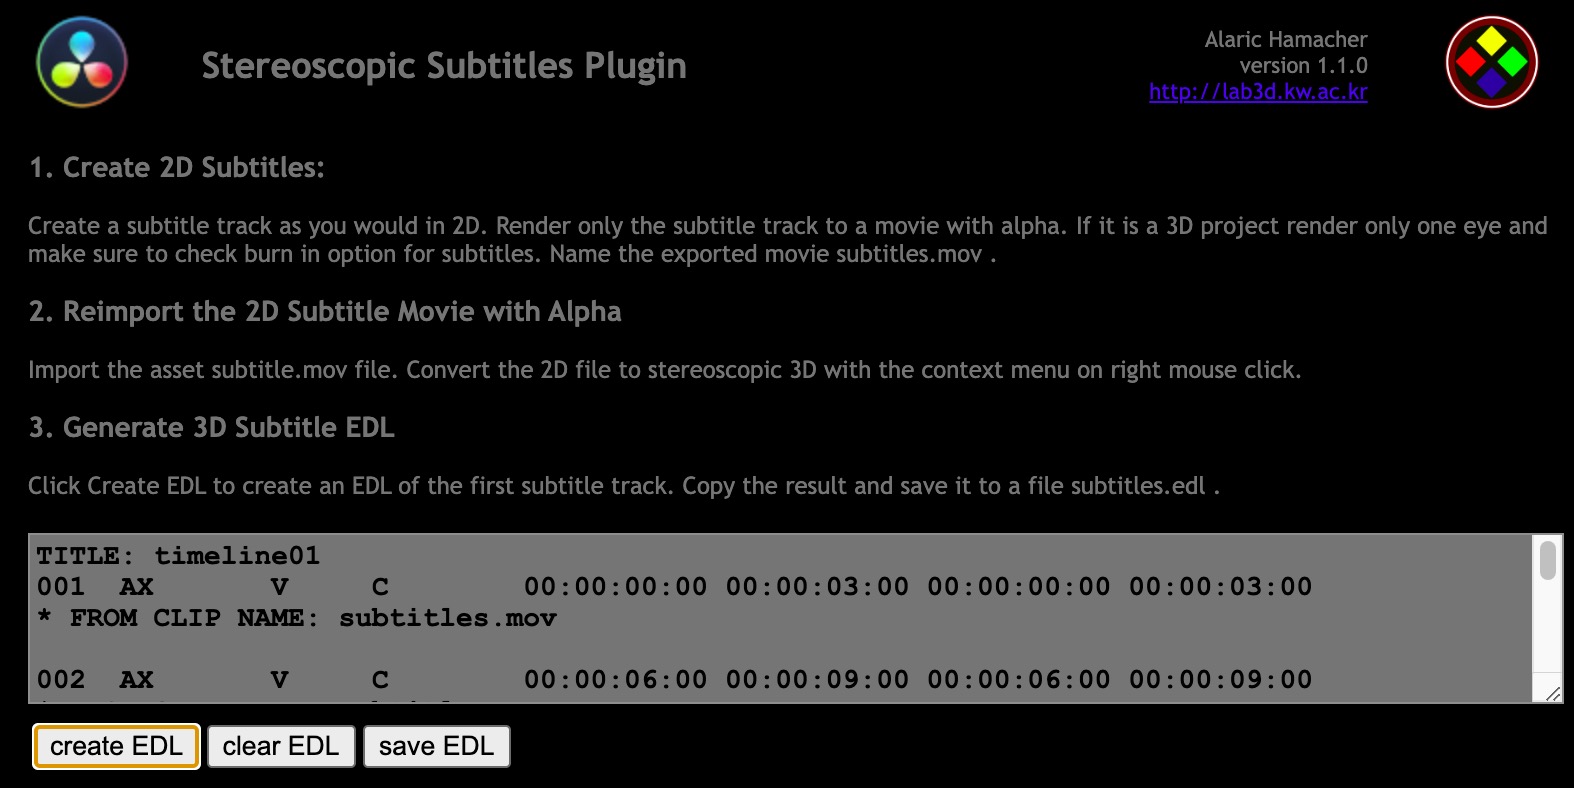 Stereoscopic Subtitles Plugin
Alaric Hamacher
version 1.1.0
http://lab3d.kw.ac.kr
1. Create 2D Subtitles:
Create a subtitle track as you would in 2D. Render only the subtitle track to a movie with alpha. If it is a 3D project render only one eye and
make sure to check burn in option for subtitles. Name the exported movie subtitles.mov .
2. Reimport the 2D Subtitle Movie with Alpha
Import the asset subtitle.mov file. Convert the 2D file to stereoscopic 3D with the context menu on right mouse click.
3. Generate 3D Subtitle EDL
Click Create EDL to create an EDL of the first subtitle track. Copy the result and save it to a file subtitles.edl .
TITLE: timeline01
001  AX       V     C        00:00:00:00 00:00:03:00 00:00:00:00 00:00:03:00
* FROM CLIP NAME: subtitles.mov
002  AX       V     C        00:00:06:00 00:00:09:00 00:00:06:00 00:00:09:00
create EDL clear EDL save EDL